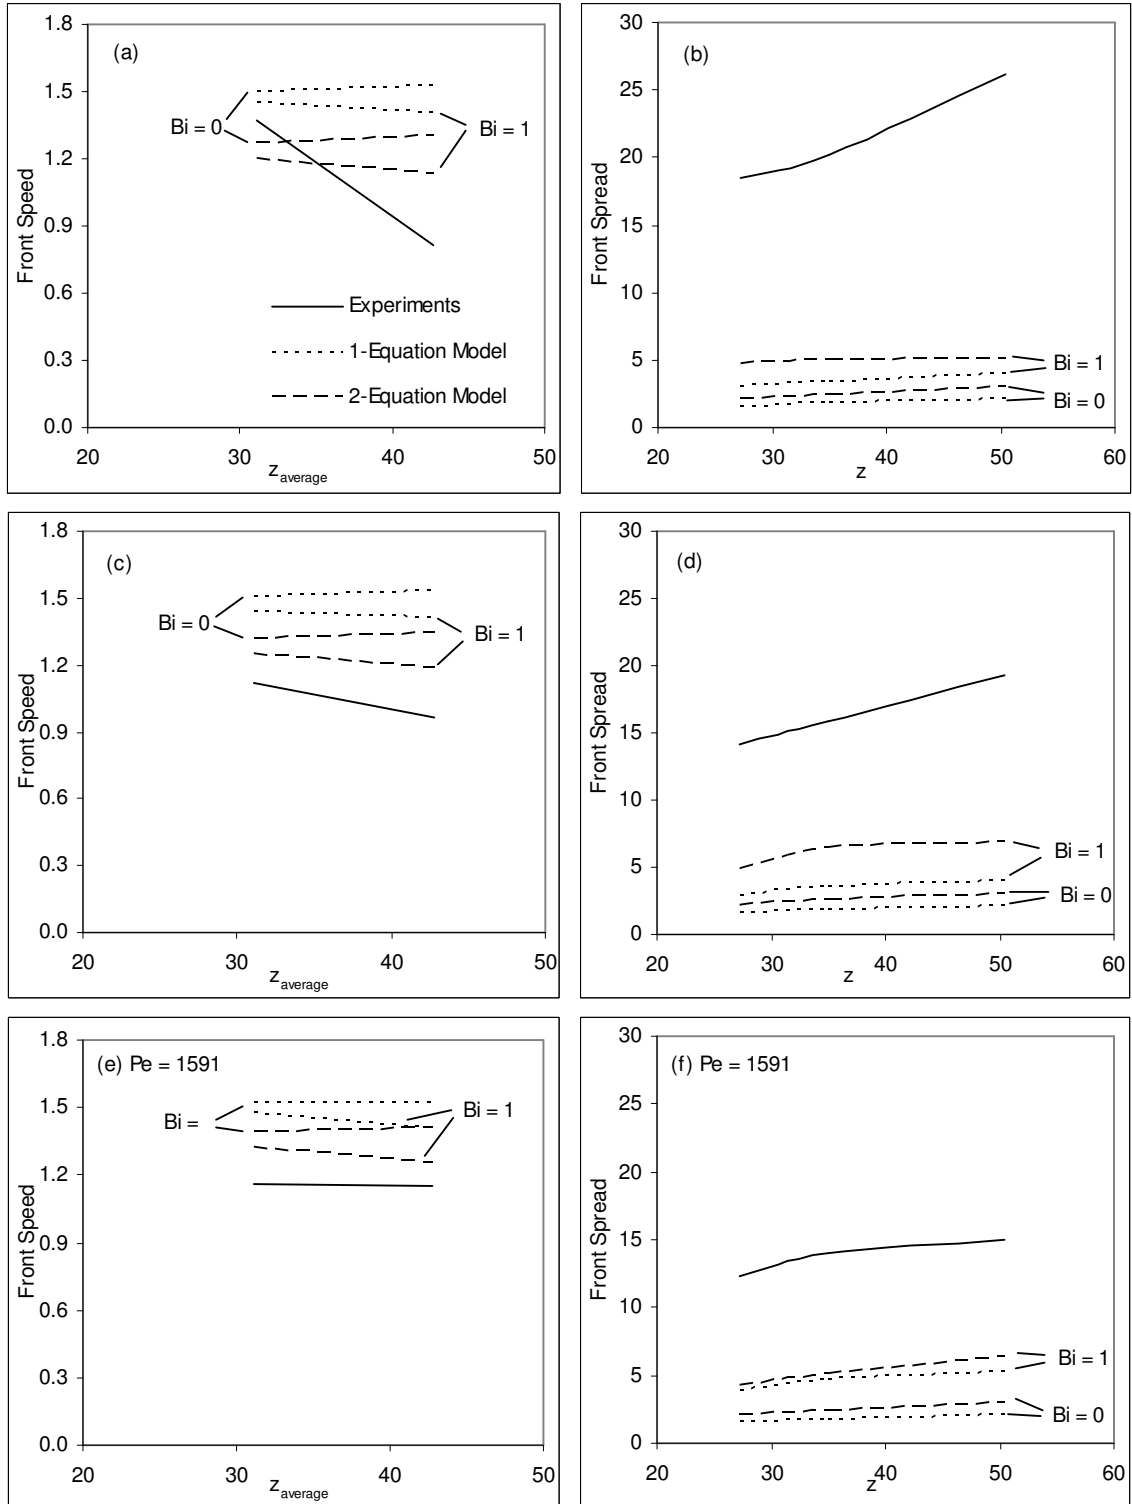 (a)
1.8
1.5
1.2
0.9
0.6
0.3
0.0
Front Speed
Bi = 0
Bi = 1
Experiments
1-Equation Model
2-Equation Model
20 30 40 50
z average
(b)
30
25
20
15
10
5
0
Front Spread
Bi = 1
Bi = 0
20 30 40 50 60
z
(c)
1.8
1.5
1.2
0.9
0.6
0.3
0.0
Front Speed
Bi = 0
Bi = 1
20 30 40 50
z average
(d)
30
25
20
15
10
5
0
Front Spread
Bi = 1
Bi = 0
20 30 40 50 60
z
(e) Pe = 1591
1.8
1.5
1.2
0.9
0.6
0.3
0.0
Front Speed
Bi =
Bi = 1
20 30 40 50
z average
(f) Pe = 1591
30
25
20
15
10
5
0
Front Spread
Bi = 1
Bi = 0
20 30 40 50 60
z